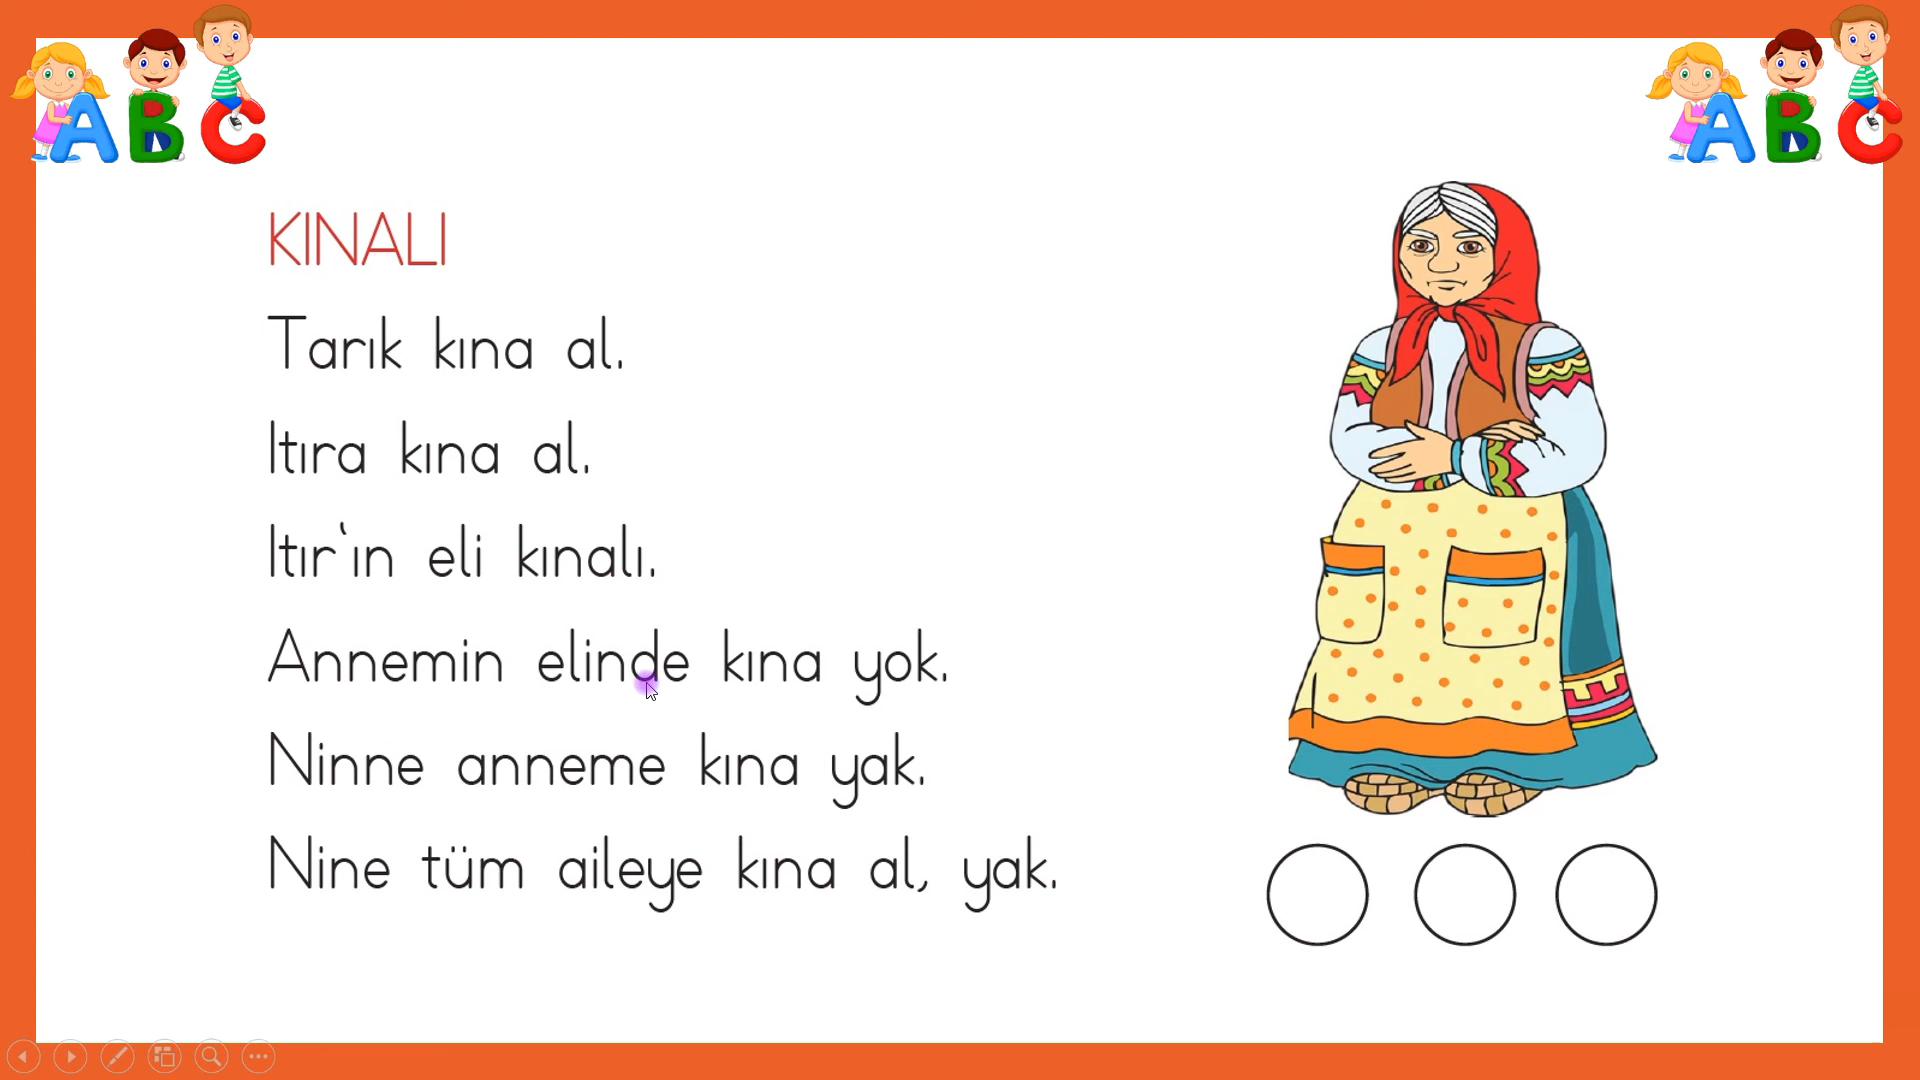 A B C
A B C
KINALI
Tarık kına al.
Itıra kına al.
Itır‛ın eli kınalı.
Annemin elinde kına yok.
Ninne anneme kına yak.
Nine tüm aileye kına al, yak.